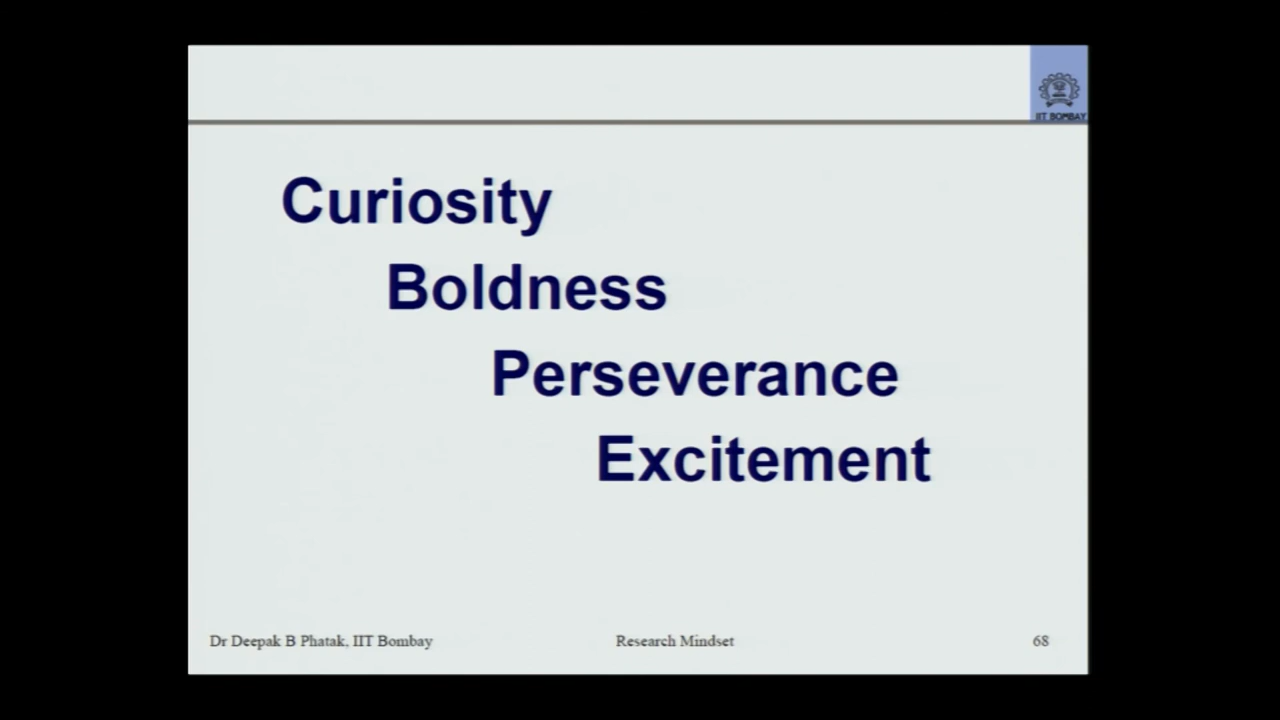 IIT BOMBAY
Curiosity
Boldness
Perseverance
Excitement
Dr Deepak B Phatak, IIT Bombay Research Mindset 68